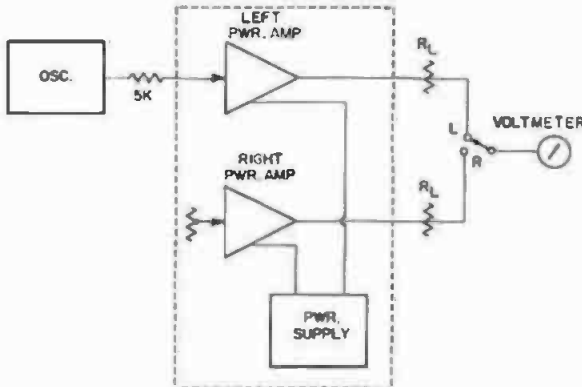 LEFT
PWR. AMP
OSC.
5K
RL
VOLTMETER
L
R
RIGHT
PWR. AMP
RL
PWR.
SUPPLY